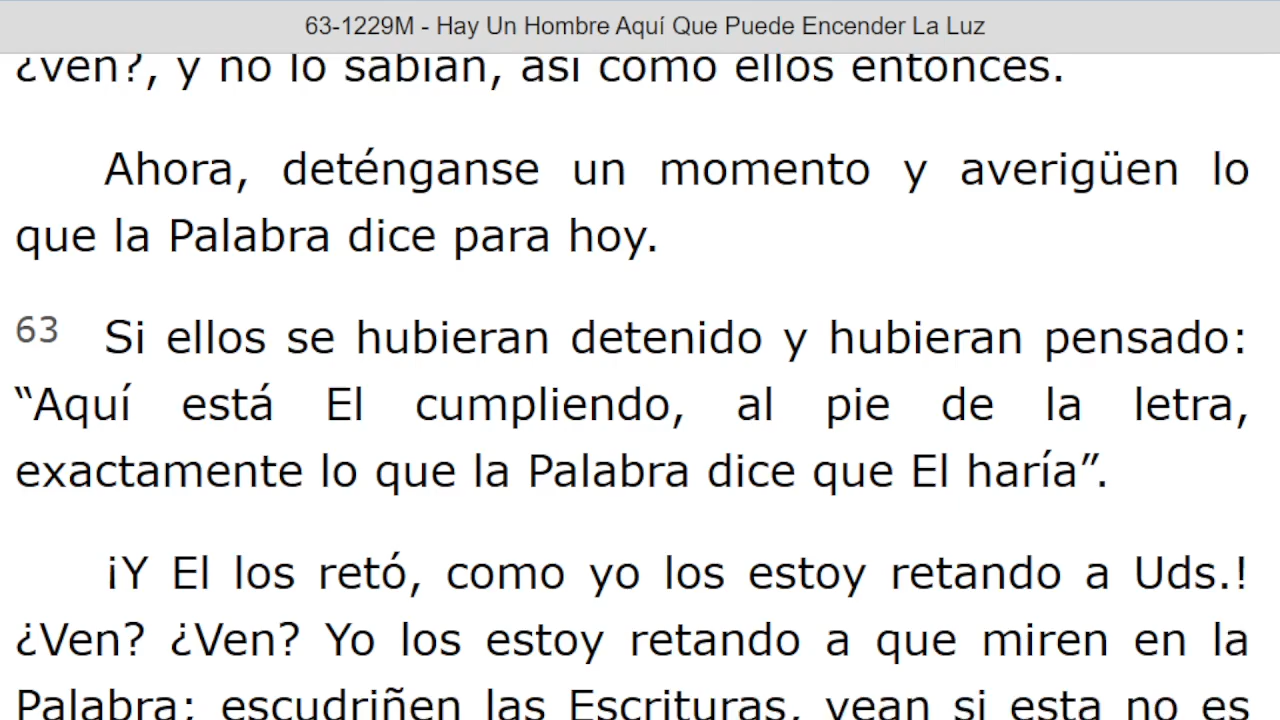 63-1229M - Hay Un Hombre Aquí Que Puede Encender La Luz
¿ven?, y no lo sabían, así como ellos entonces.
Ahora, deténganse un momento y averigüen lo
que la Palabra dice para hoy.
63 Si ellos se hubieran detenido y hubieran pensado:
“Aquí está El cumpliendo, al pie de la letra,
exactamente lo que la Palabra dice que El haría”.
¡Y El los retó, como yo los estoy retando a Uds.!
¿Ven? ¿Ven? Yo los estoy retando a que miren en la
Palabra; escudriñen las Escrituras, vean si esta no es